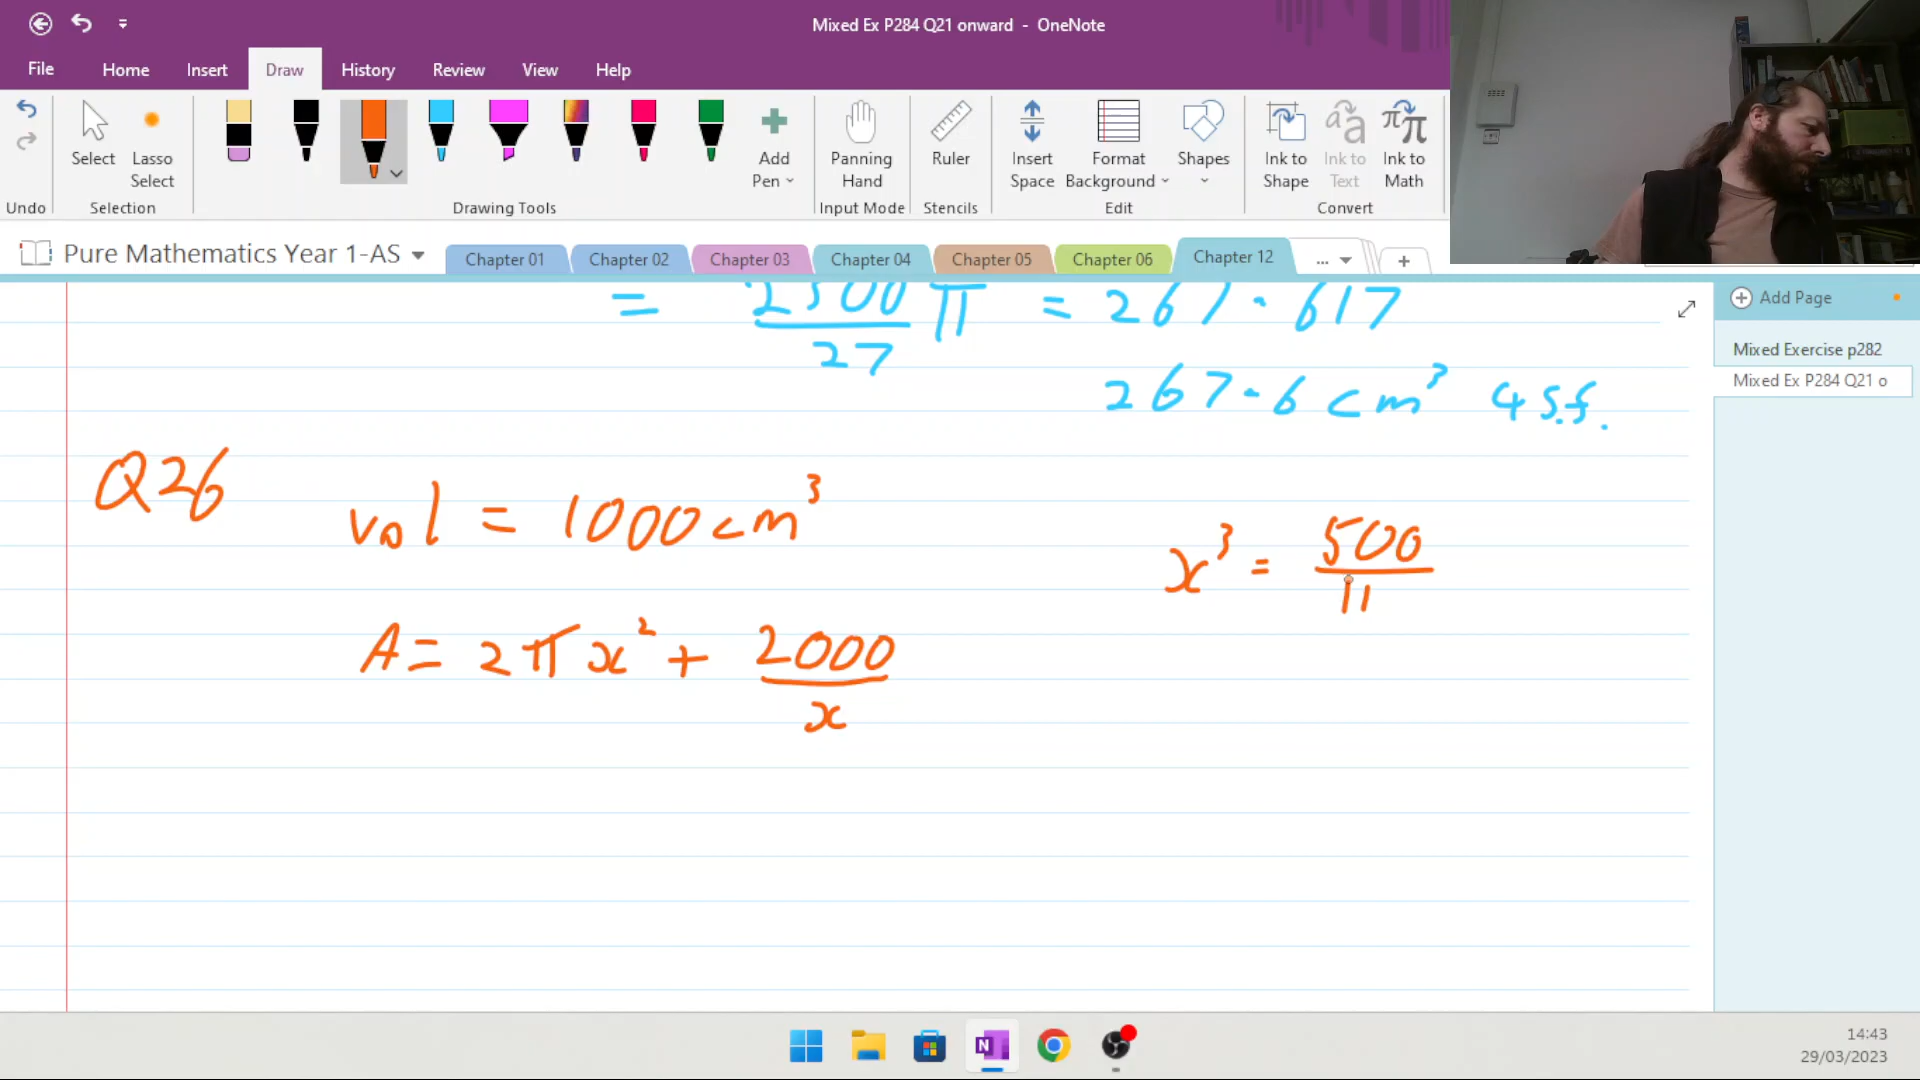 Mixed Ex P284 Q21 onward - OneNote
File Home Insert Draw History Review View Help
Select Lasso Select Add Pen Panning Hand Ruler Insert Space Format Background Shapes Ink to Shape Ink to Text Ink to Math
Undo Selection Drawing Tools Input Mode Stencils Edit Convert
Pure Mathematics Year 1-AS Chapter 01 Chapter 02 Chapter 03 Chapter 04 Chapter 05 Chapter 06 Chapter 12 ... +
Add Page
Mixed Exercise p282
Mixed Ex P284 Q21 o
= 2500/27 π = 267.617
267.6 cm³ 4 s.f.
Q26 vol = 1000 cm³
x³ = 500/11
A = 2πx² + 2000/x
14:43
29/03/2023